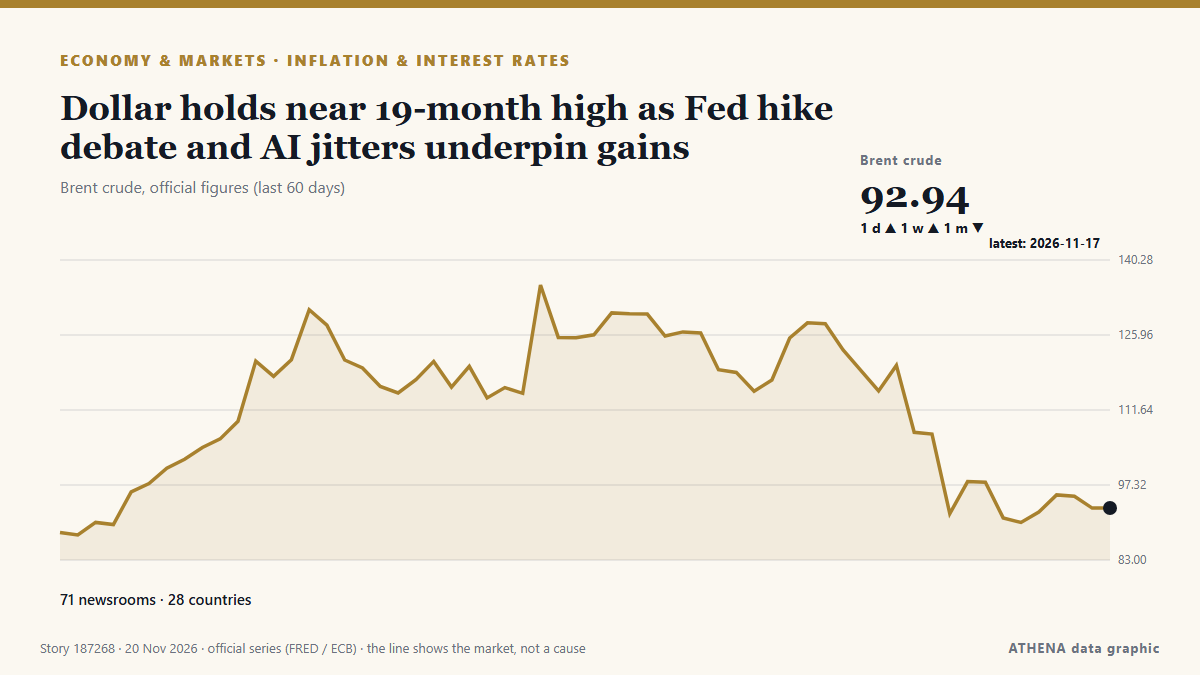 ECONOMY & MARKETS · INFLATION & INTEREST RATES
Dollar holds near 19-month high as Fed hike
debate and AI jitters underpin gains
Brent crude, official figures (last 60 days)
Brent crude
92.94
1 d ▲ 1 w ▲ 1 m ▼
latest: 2026-11-17
140.28
125.96
111.64
97.32
83.00
71 newsrooms · 28 countries
Story 187268 · 20 Nov 2026 · official series (FRED / ECB) · the line shows the market, not a cause
ATHENA data graphic